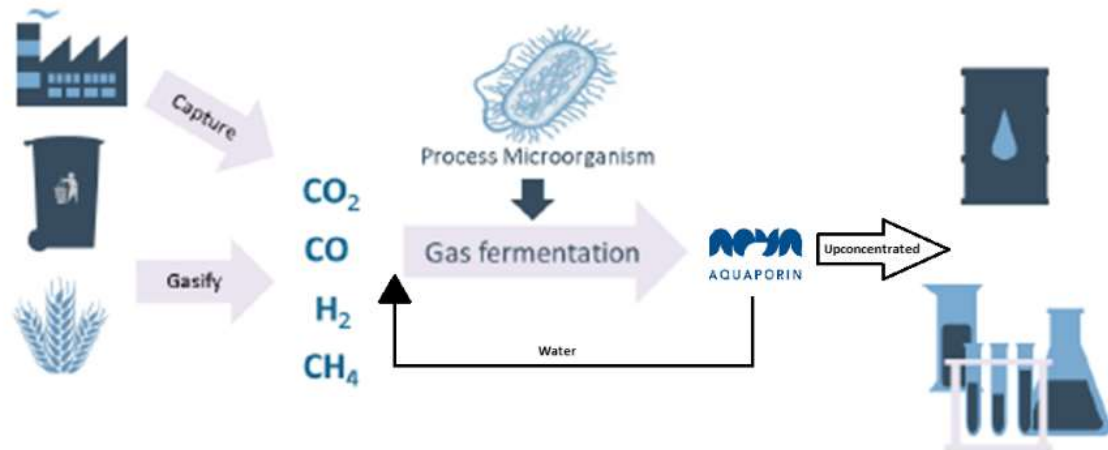 Capture
Process Microorganism
CO₂
CO
Gas fermentation
AQUAPORIN
Upconcentrated
Gasify
H₂
Water
CH₄